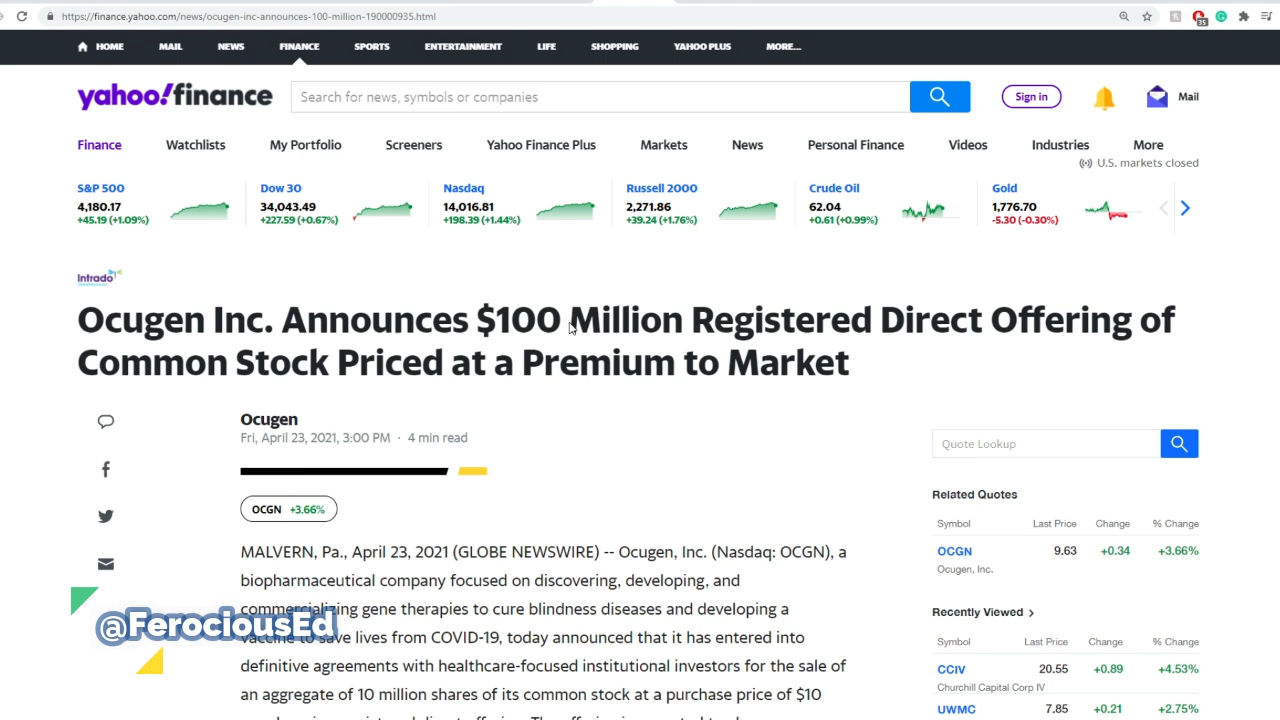 https://finance.yahoo.com/news/ocugen-inc-announces-100-million-190000935.html
35
HOME MAIL NEWS FINANCE SPORTS ENTERTAINMENT LIFE SHOPPING YAHOO PLUS MORE...
yahoo!finance
Search for news, symbols or companies
Sign in
Mail
Finance Watchlists My Portfolio Screeners Yahoo Finance Plus Markets News Personal Finance Videos Industries More
U.S. markets closed
S&P 500 Dow 30 Nasdaq Russell 2000 Crude Oil Gold
4,180.17 34,043.49 14,016.81 2,271.86 62.04 1,776.70
+45.19 (+1.09%) +227.59 (+0.67%) +198.39 (+1.44%) +39.24 (+1.76%) +0.61 (+0.99%) -5.30 (-0.30%)
Intrado
Ocugen Inc. Announces $100 Million Registered Direct Offering of
Common Stock Priced at a Premium to Market
Ocugen
Fri, April 23, 2021, 3:00 PM · 4 min read
OCGN +3.66%
MALVERN, Pa., April 23, 2021 (GLOBE NEWSWIRE) -- Ocugen, Inc. (Nasdaq: OCGN), a
biopharmaceutical company focused on discovering, developing, and
commercializing gene therapies to cure blindness diseases and developing a
vaccine to save lives from COVID-19, today announced that it has entered into
definitive agreements with healthcare-focused institutional investors for the sale of
an aggregate of 10 million shares of its common stock at a purchase price of $10
@FerociousEd
Quote Lookup
Related Quotes
Symbol Last Price Change % Change
OCGN 9.63 +0.34 +3.66%
Ocugen, Inc.
Recently Viewed >
Symbol Last Price Change % Change
CCIV 20.55 +0.89 +4.53%
Churchill Capital Corp IV
UWMC 7.85 +0.21 +2.75%